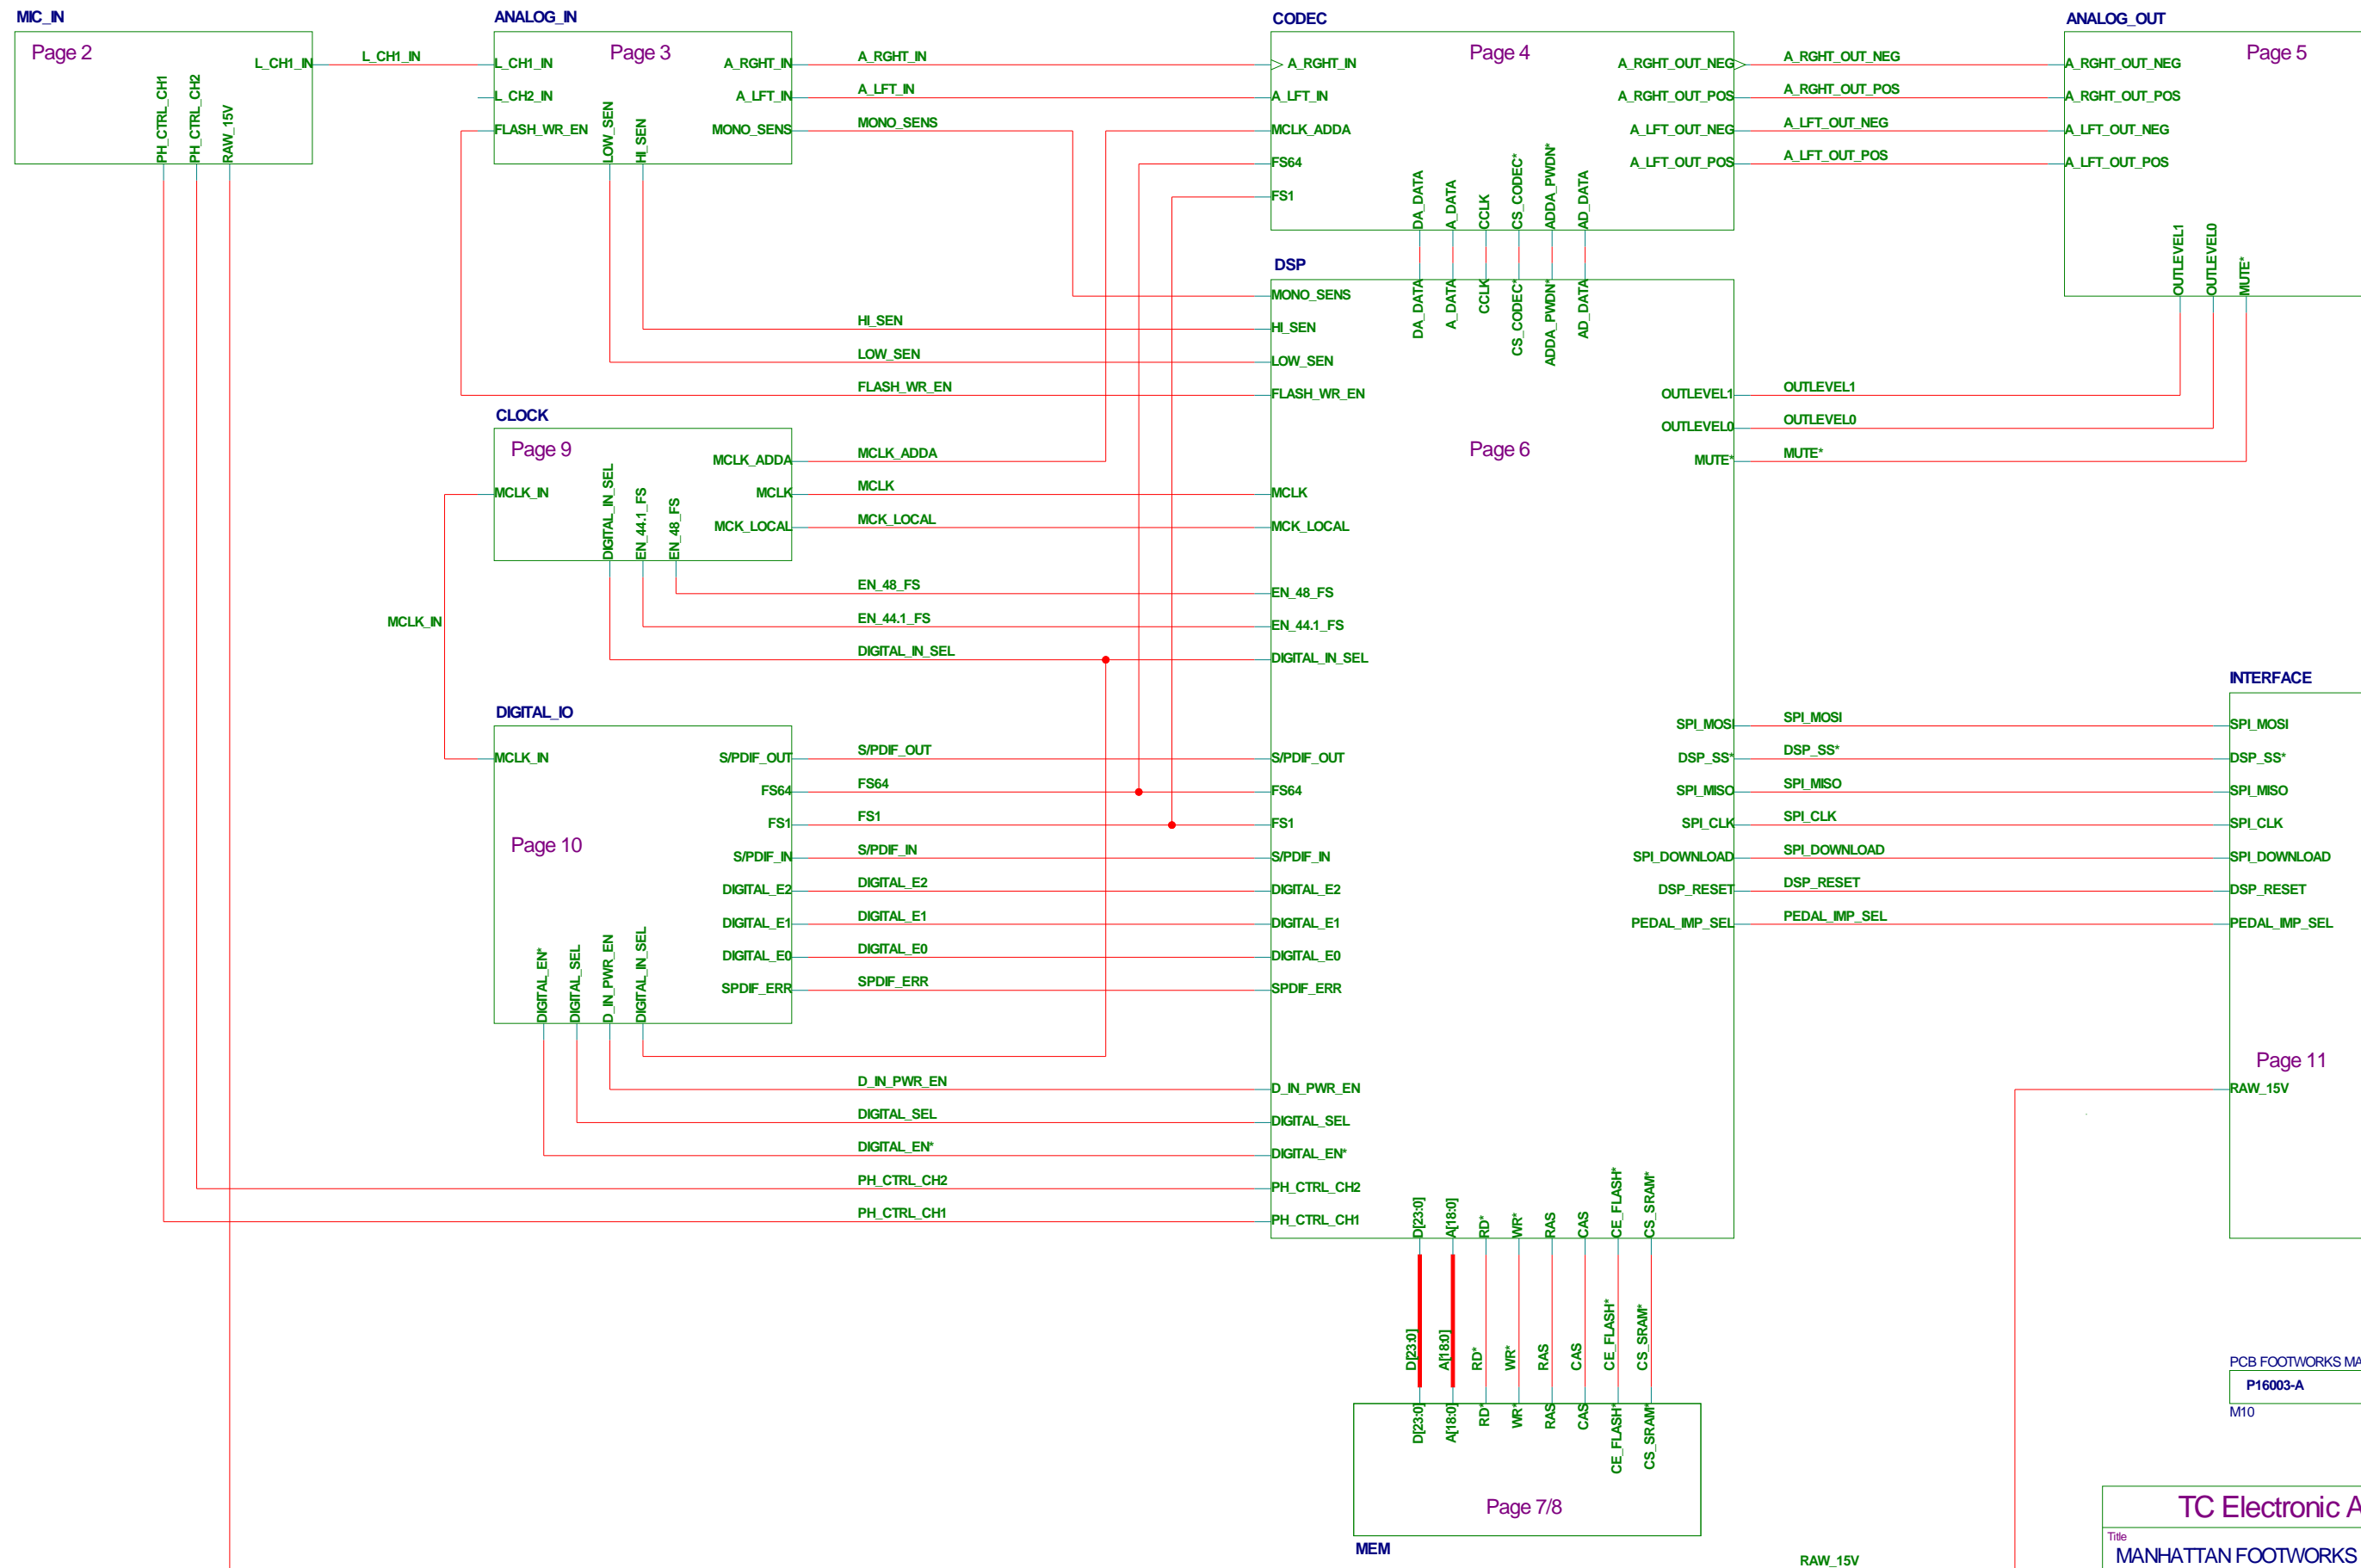 MIC_IN
Page 2
L_CH1_IN
PH_CTRL_CH1
PH_CTRL_CH2
RAW_15V
L_CH1_IN
ANALOG_IN
Page 3
L_CH1_IN
L_CH2_IN
FLASH_WR_EN
LOW_SEN
HI_SEN
A_RGHT_IN
A_LFT_IN
MONO_SENS
A_RGHT_IN
A_LFT_IN
MONO_SENS
CODEC
Page 4
A_RGHT_IN
A_LFT_IN
MCLK_ADDA
FS64
FS1
A_RGHT_OUT_NEG
A_RGHT_OUT_POS
A_LFT_OUT_NEG
A_LFT_OUT_POS
DA_DATA
A_DATA
CCLK
CS_CODEC*
ADDA_PWDN*
AD_DATA
A_RGHT_OUT_NEG
A_RGHT_OUT_POS
A_LFT_OUT_NEG
A_LFT_OUT_POS
ANALOG_OUT
Page 5
A_RGHT_OUT_NEG
A_RGHT_OUT_POS
A_LFT_OUT_NEG
A_LFT_OUT_POS
OUTLEVEL1
OUTLEVEL0
MUTE*
DSP
DA_DATA
A_DATA
CCLK
CS_CODEC*
ADDA_PWDN*
AD_DATA
HI_SEN
LOW_SEN
FLASH_WR_EN
MONO_SENS
HI_SEN
LOW_SEN
FLASH_WR_EN
Page 6
OUTLEVEL1
OUTLEVEL0
MUTE*
OUTLEVEL1
OUTLEVEL0
MUTE*
CLOCK
Page 9
MCLK_IN
DIGITAL_IN_SEL
EN_44.1_FS
EN_48_FS
MCLK_ADDA
MCLK
MCK_LOCAL
MCLK_ADDA
MCLK
MCK_LOCAL
MCLK
MCK_LOCAL
EN_48_FS
EN_44.1_FS
DIGITAL_IN_SEL
EN_48_FS
EN_44.1_FS
DIGITAL_IN_SEL
MCLK_IN
DIGITAL_IO
MCLK_IN
Page 10
S/PDIF_OUT
FS64
FS1
S/PDIF_IN
DIGITAL_E2
DIGITAL_E1
DIGITAL_E0
SPDIF_ERR
DIGITAL_EN*
DIGITAL_SEL
D_IN_PWR_EN
DIGITAL_IN_SEL
S/PDIF_OUT
FS64
FS1
S/PDIF_IN
DIGITAL_E2
DIGITAL_E1
DIGITAL_E0
SPDIF_ERR
S/PDIF_OUT
FS64
FS1
S/PDIF_IN
DIGITAL_E2
DIGITAL_E1
DIGITAL_E0
SPDIF_ERR
D_IN_PWR_EN
DIGITAL_SEL
DIGITAL_EN*
PH_CTRL_CH2
PH_CTRL_CH1
D_IN_PWR_EN
DIGITAL_SEL
DIGITAL_EN*
PH_CTRL_CH2
PH_CTRL_CH1
SPI_MOSI
DSP_SS*
SPI_MISO
SPI_CLK
SPI_DOWNLOAD
DSP_RESET
PEDAL_IMP_SEL
SPI_MOSI
DSP_SS*
SPI_MISO
SPI_CLK
SPI_DOWNLOAD
DSP_RESET
PEDAL_IMP_SEL
INTERFACE
SPI_MOSI
DSP_SS*
SPI_MISO
SPI_CLK
SPI_DOWNLOAD
DSP_RESET
PEDAL_IMP_SEL
Page 11
RAW_15V
D[23:0]
A[18:0]
RD*
WR*
RAS
CAS
CE_FLASH*
CS_SRAM*
D[23:0]
A[18:0]
RD*
WR*
RAS
CAS
CE_FLASH*
CS_SRAM*
D[23:0]
A[18:0]
RD*
WR*
RAS
CAS
CE_FLASH*
CS_SRAM*
Page 7/8
MEM
RAW_15V
PCB FOOTWORKS MA
P16003-A
M10
TC Electronic A
Title
MANHATTAN FOOTWORKS